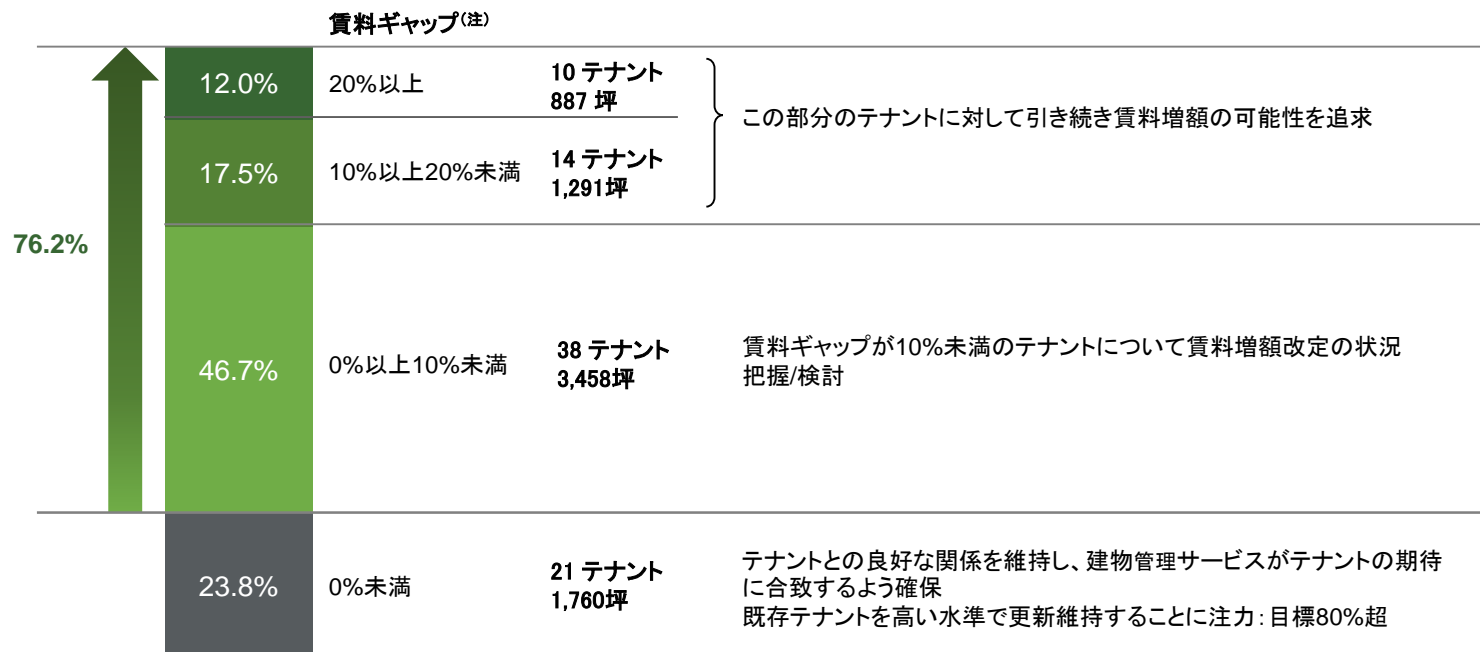 賃料ギャップ(注)
12.0%
20%以上
10 テナント
887 坪
この部分のテナントに対して引き続き賃料増額の可能性を追求
17.5%
10%以上20%未満
14 テナント
1,291坪
76.2%
46.7%
0%以上10%未満
38 テナント
3,458坪
賃料ギャップが10%未満のテナントについて賃料増額改定の状況
把握/検討
23.8%
0%未満
21 テナント
1,760坪
テナントとの良好な関係を維持し、建物管理サービスがテナントの期待
に合致するよう確保
既存テナントを高い水準で更新維持することに注力：目標80%超